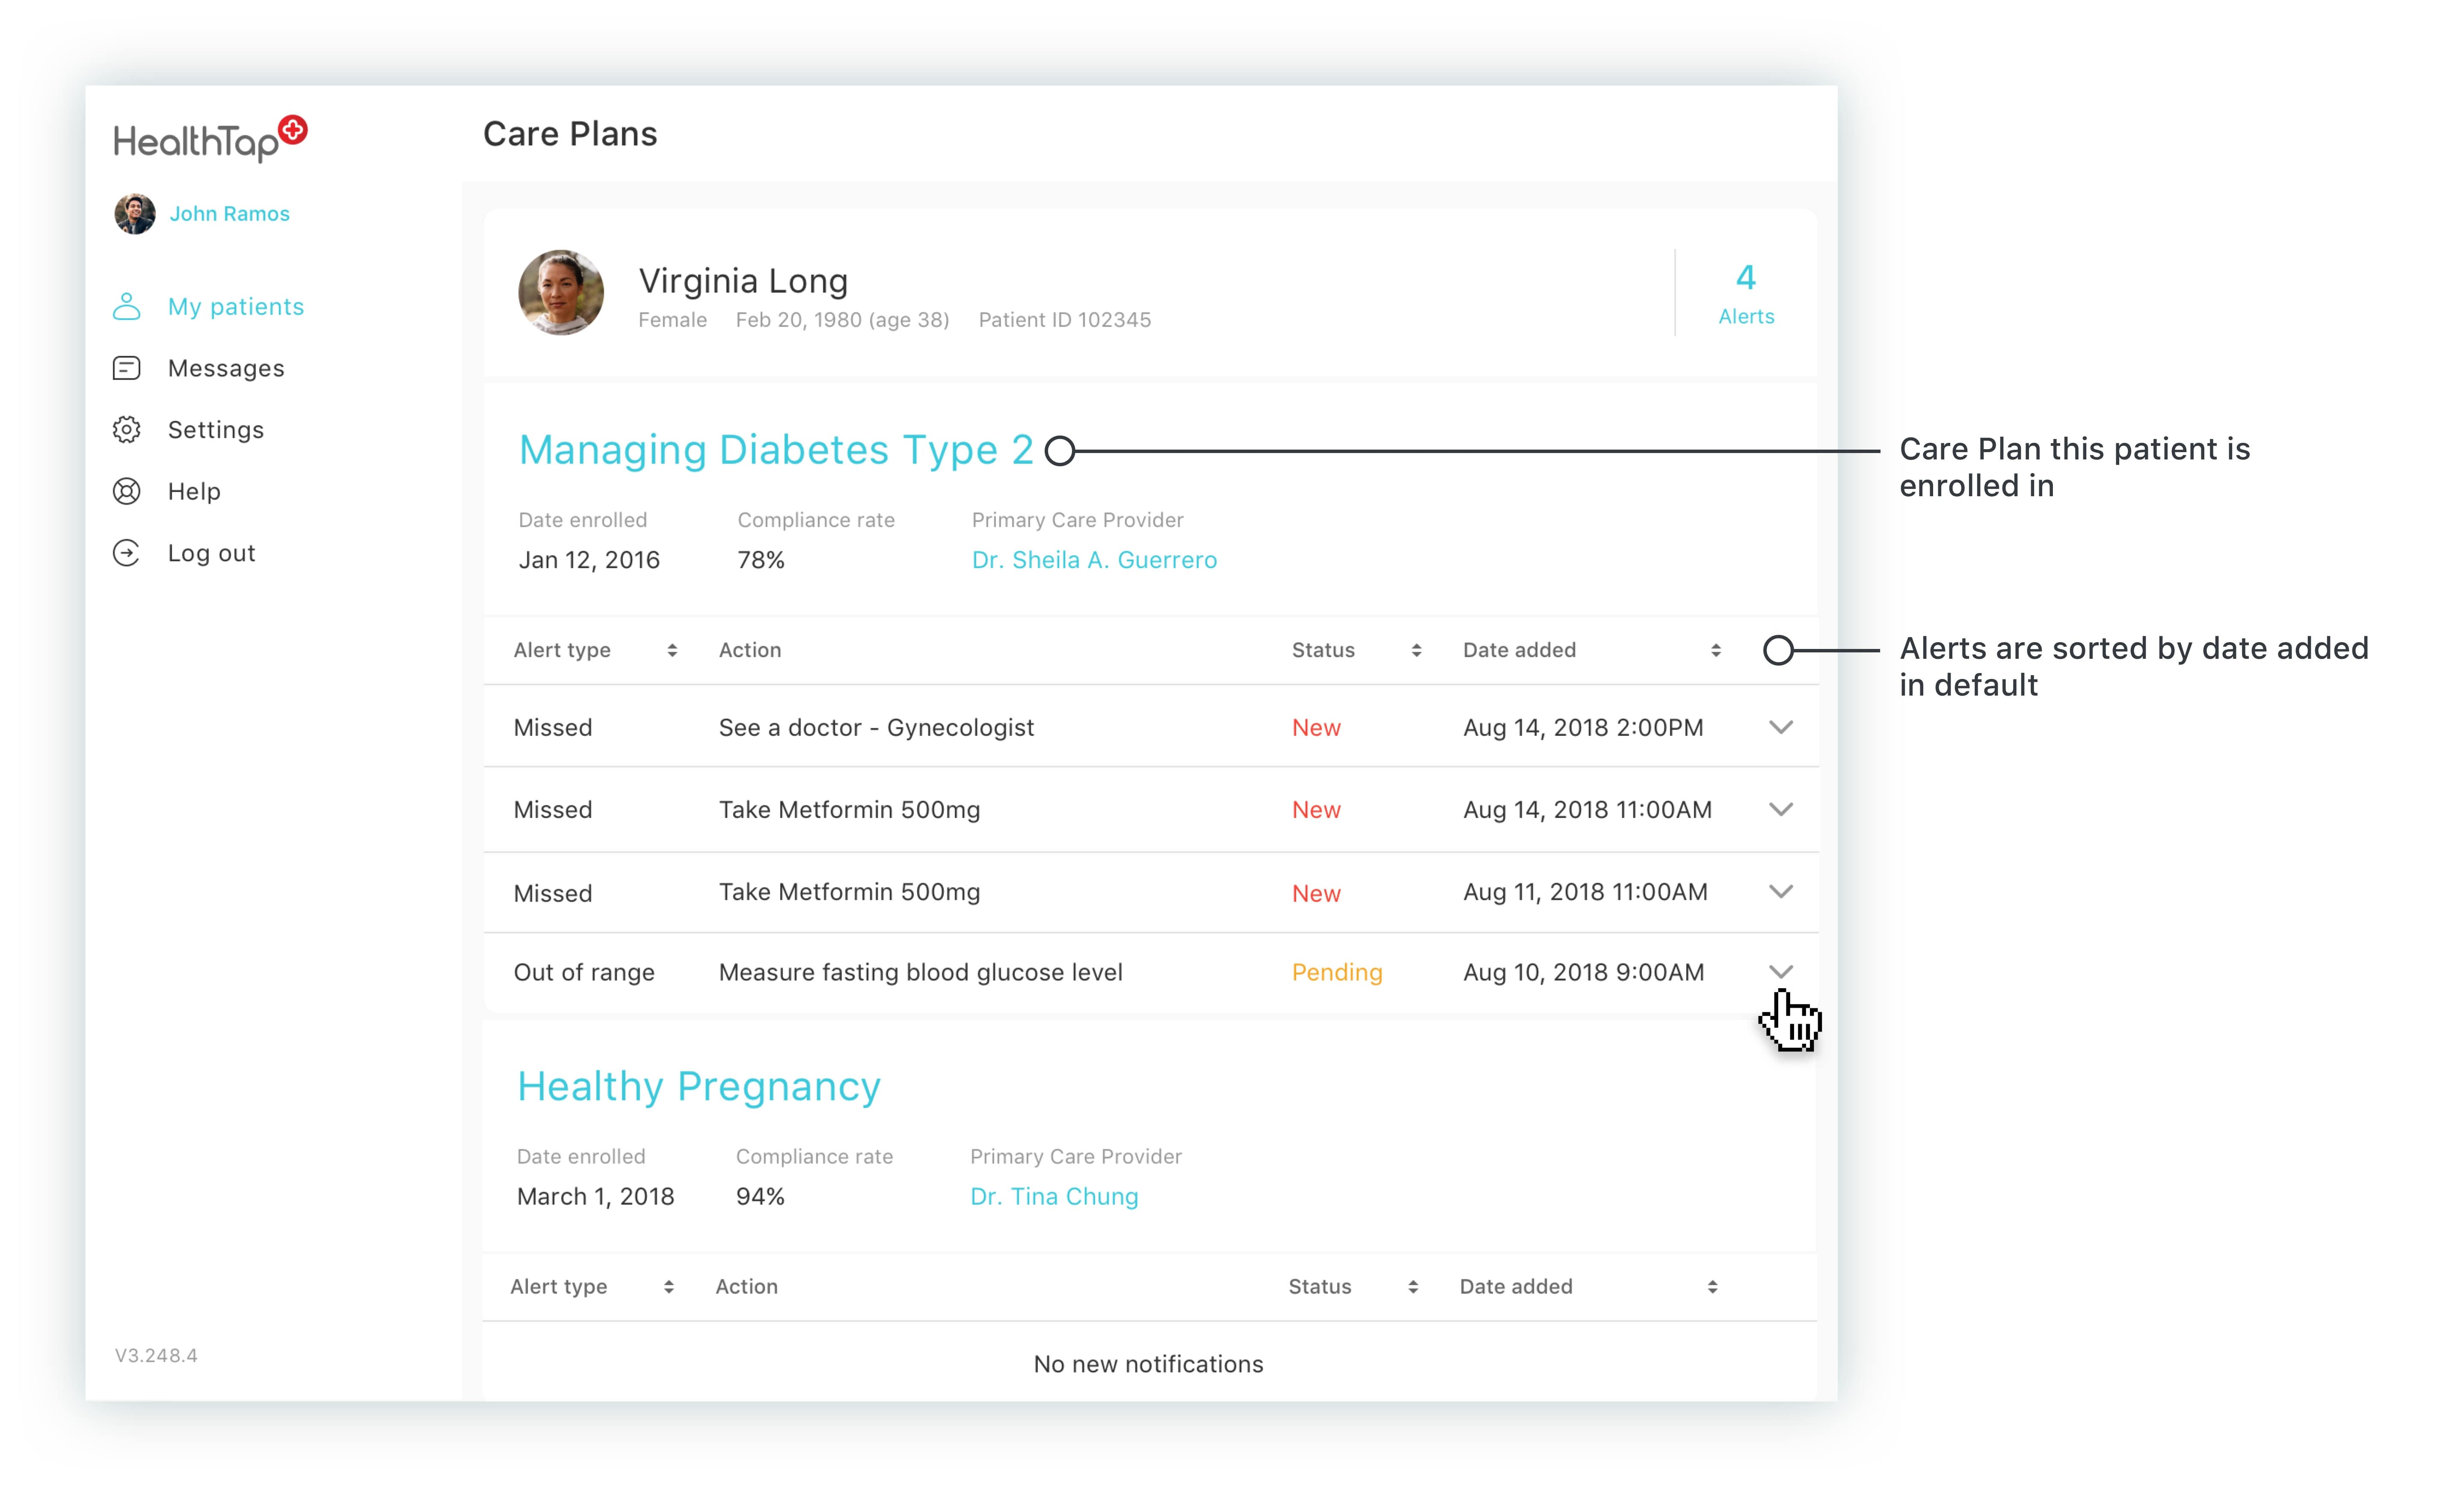 HealthTap
John Ramos
My patients
Messages
Settings
Help
Log out
V3.248.4
Care Plans
Virginia Long
Female Feb 20, 1980 (age 38) Patient ID 102345
4
Alerts
Managing Diabetes Type 2
Date enrolled Compliance rate Primary Care Provider
Jan 12, 2016 78% Dr. Sheila A. Guerrero
Alert type Action Status Date added
Missed See a doctor - Gynecologist New Aug 14, 2018 2:00PM
Missed Take Metformin 500mg New Aug 14, 2018 11:00AM
Missed Take Metformin 500mg New Aug 11, 2018 11:00AM
Out of range Measure fasting blood glucose level Pending Aug 10, 2018 9:00AM
Healthy Pregnancy
Date enrolled Compliance rate Primary Care Provider
March 1, 2018 94% Dr. Tina Chung
Alert type Action Status Date added
No new notifications
Care Plan this patient is
enrolled in
Alerts are sorted by date added
in default